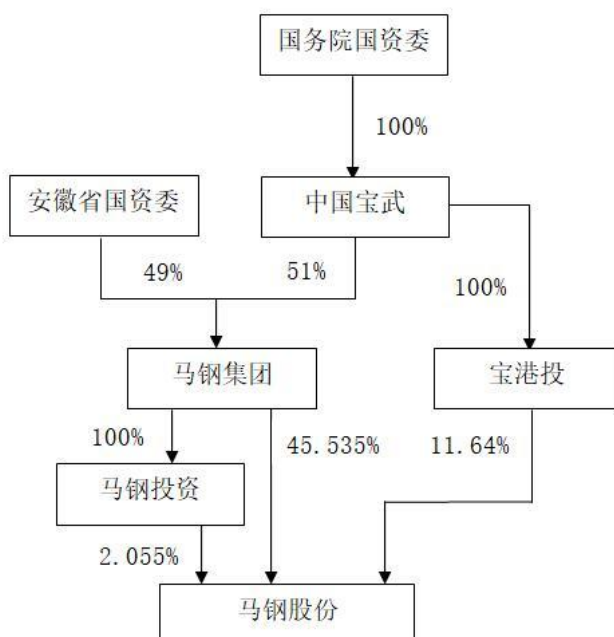 国务院国资委
100%
安徽省国资委
中国宝武
49%
51%
100%
马钢集团
宝港投
100%
45.535%
11.64%
马钢投资
2.055%
马钢股份